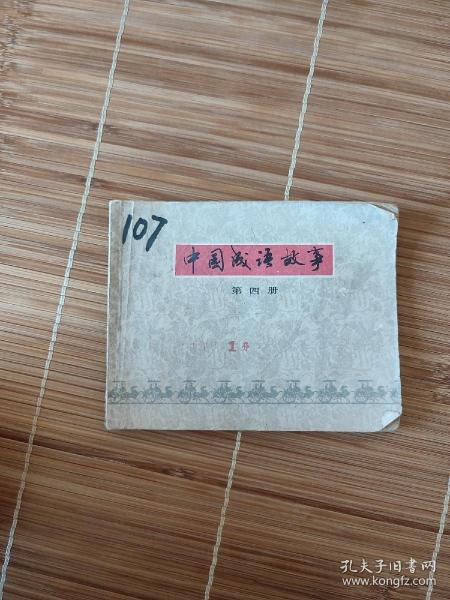 107
中国成语故事
第四册
1
孔夫子旧书网
www.kongfz.com